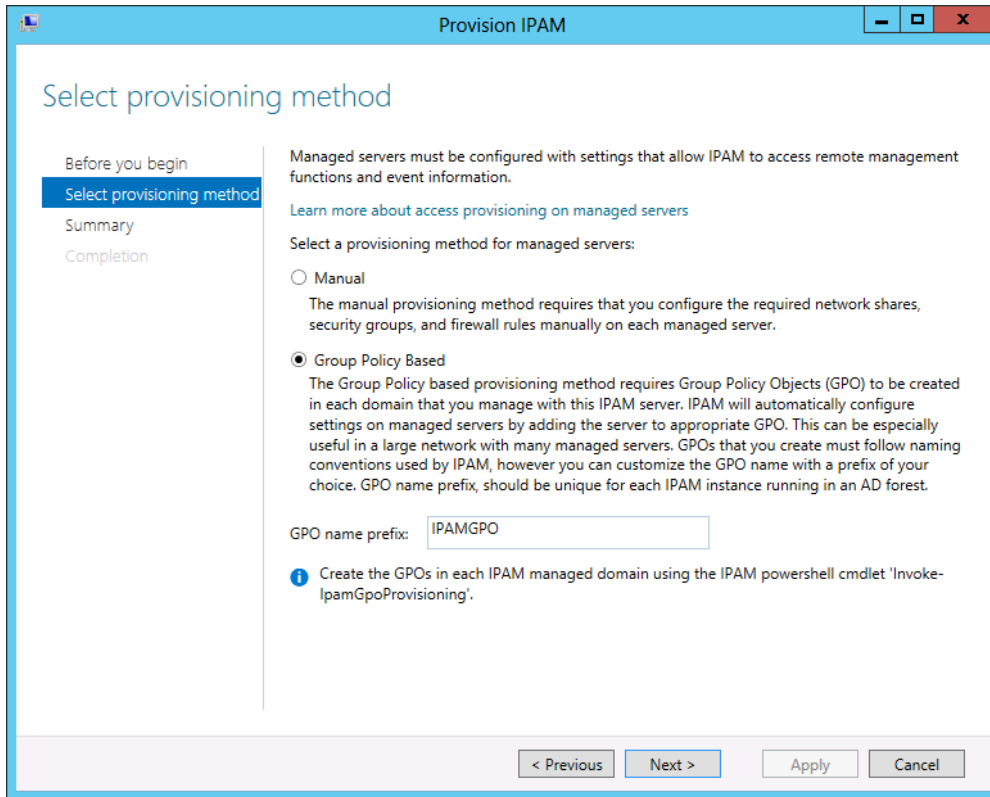 Provision IPAM
Select provisioning method
Before you begin
Select provisioning method
Summary
Completion
Managed servers must be configured with settings that allow IPAM to access remote management
functions and event information.
Learn more about access provisioning on managed servers
Select a provisioning method for managed servers:
Manual
The manual provisioning method requires that you configure the required network shares,
security groups, and firewall rules manually on each managed server.
Group Policy Based
The Group Policy based provisioning method requires Group Policy Objects (GPO) to be created
in each domain that you manage with this IPAM server. IPAM will automatically configure
settings on managed servers by adding the server to appropriate GPO. This can be especially
useful in a large network with many managed servers. GPOs that you create must follow naming
conventions used by IPAM, however you can customize the GPO name with a prefix of your
choice. GPO name prefix, should be unique for each IPAM instance running in an AD forest.
GPO name prefix: IPAMGPO
Create the GPOs in each IPAM managed domain using the IPAM powershell cmdlet 'Invoke-
IpamGpoProvisioning'.
< Previous Next > Apply Cancel